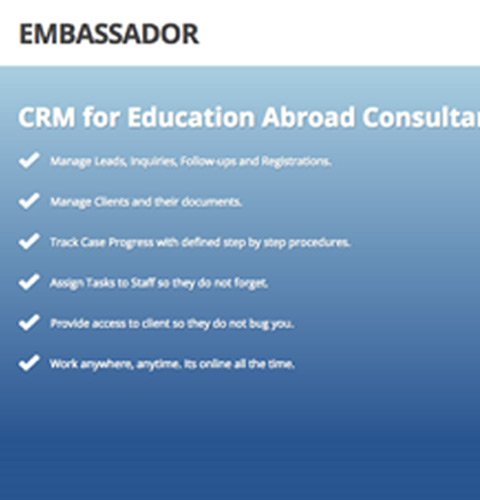 EMBASSADOR
CRM for Education Abroad
Manage Leads, Inquiries, Follow-ups and Registrations.
Manage Clients and their documents.
Track Case Progress with defined step by step procedures.
Assign Tasks to Staff so they do not forget.
Provide access to client so they do not bug you.
Work anywhere, anytime. Its online all the time.